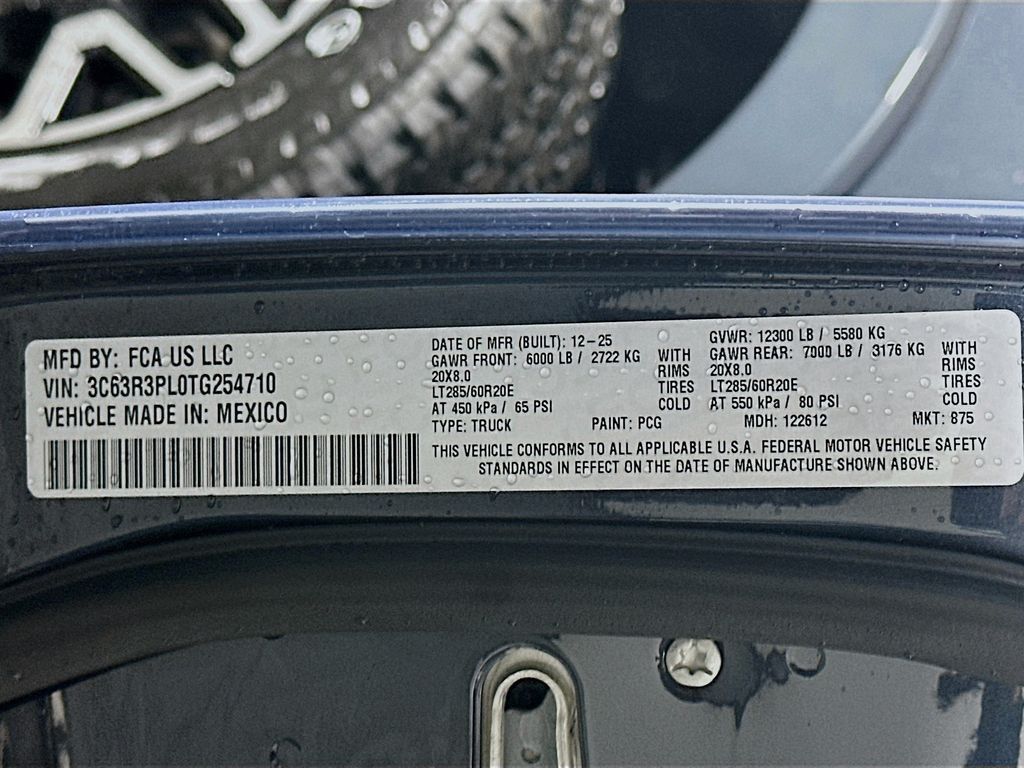 MFD BY: FCA US LLC
VIN: 3C63R3PL0TG254710
VEHICLE MADE IN: MEXICO
DATE OF MFR (BUILT): 12-25
GAWR FRONT: 6000 LB / 2722 KG
20X8.0
LT285/60R20E
AT 450 kPa / 65 PSI
WITH
RIMS
TIRES
COLD
GVWR: 12300 LB / 5580 KG
GAWR REAR: 7000 LB / 3176 KG
20X8.0
LT285/60R20E
AT 550 kPa / 80 PSI
WITH
RIMS
TIRES
COLD
TYPE: TRUCK PAINT: PCG MDH: 122612 MKT: 875
THIS VEHICLE CONFORMS TO ALL APPLICABLE U.S.A. FEDERAL MOTOR VEHICLE SAFETY
STANDARDS IN EFFECT ON THE DATE OF MANUFACTURE SHOWN ABOVE.